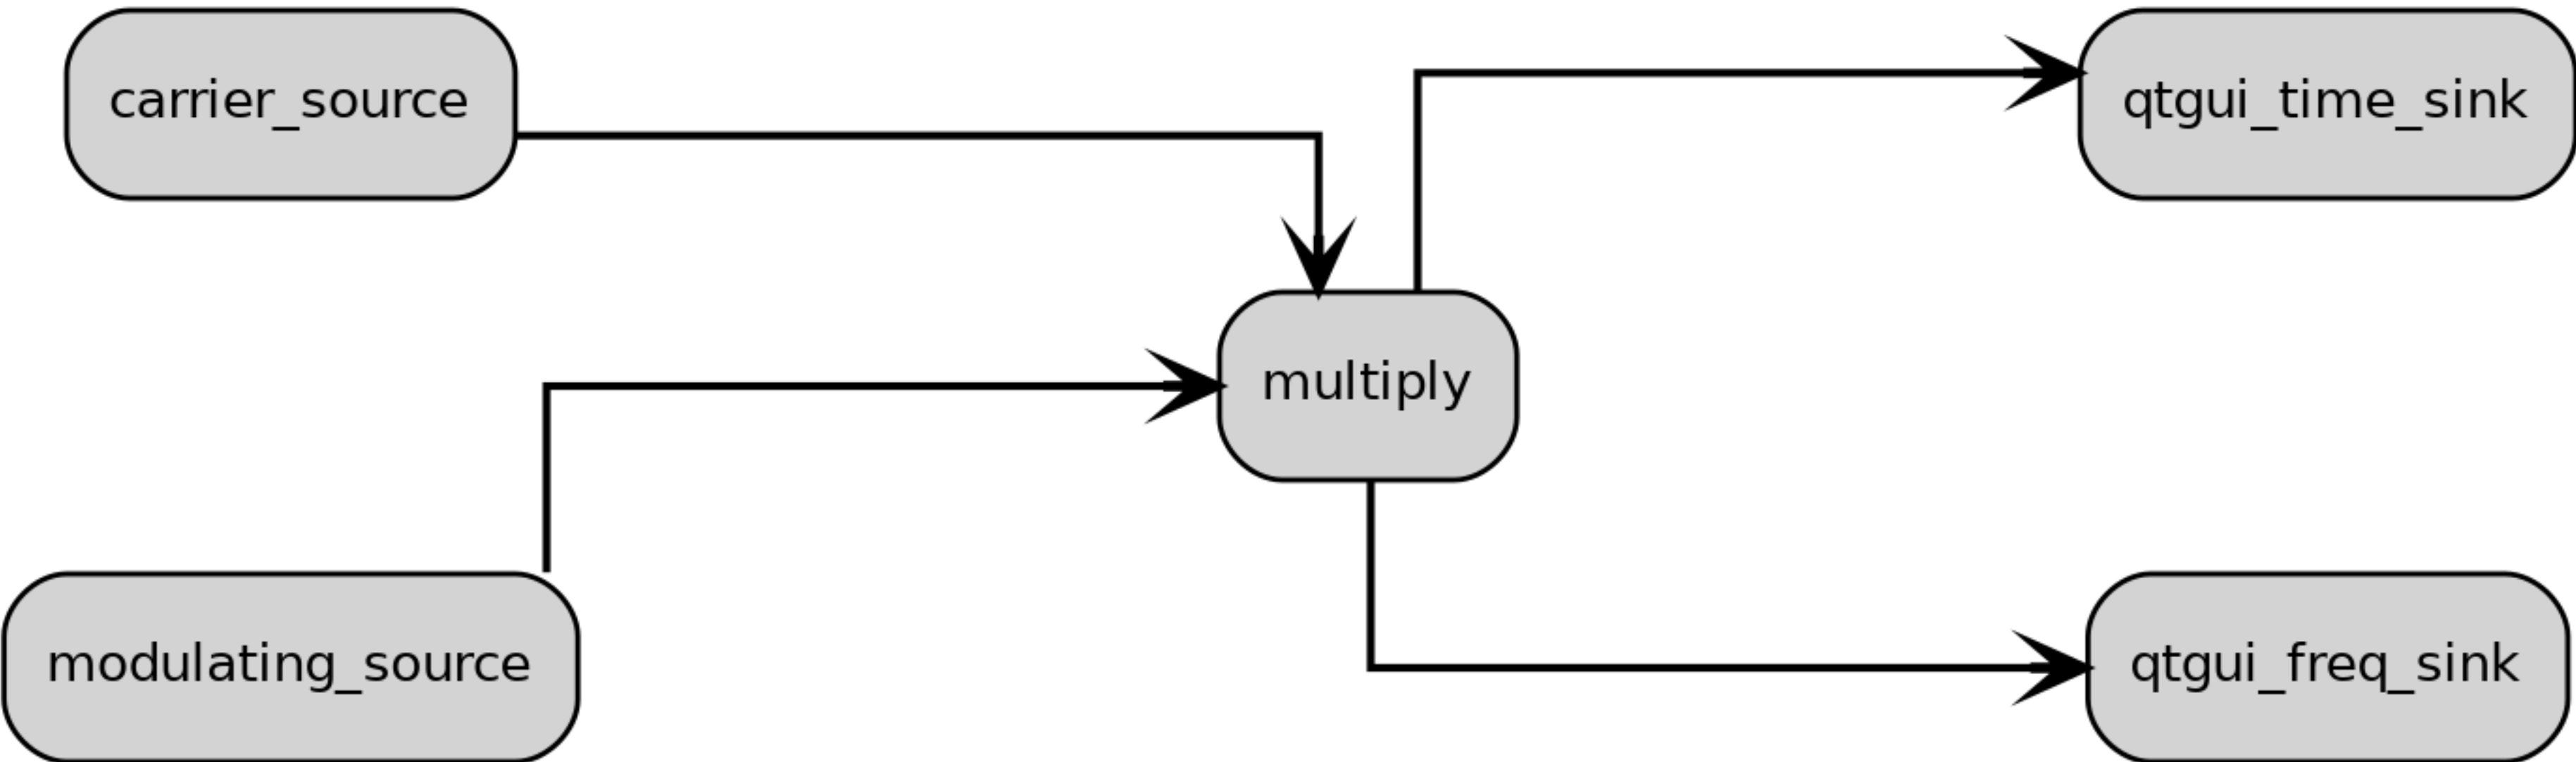 carrier_source
qtgui_time_sink
multiply
modulating_source
qtgui_freq_sink